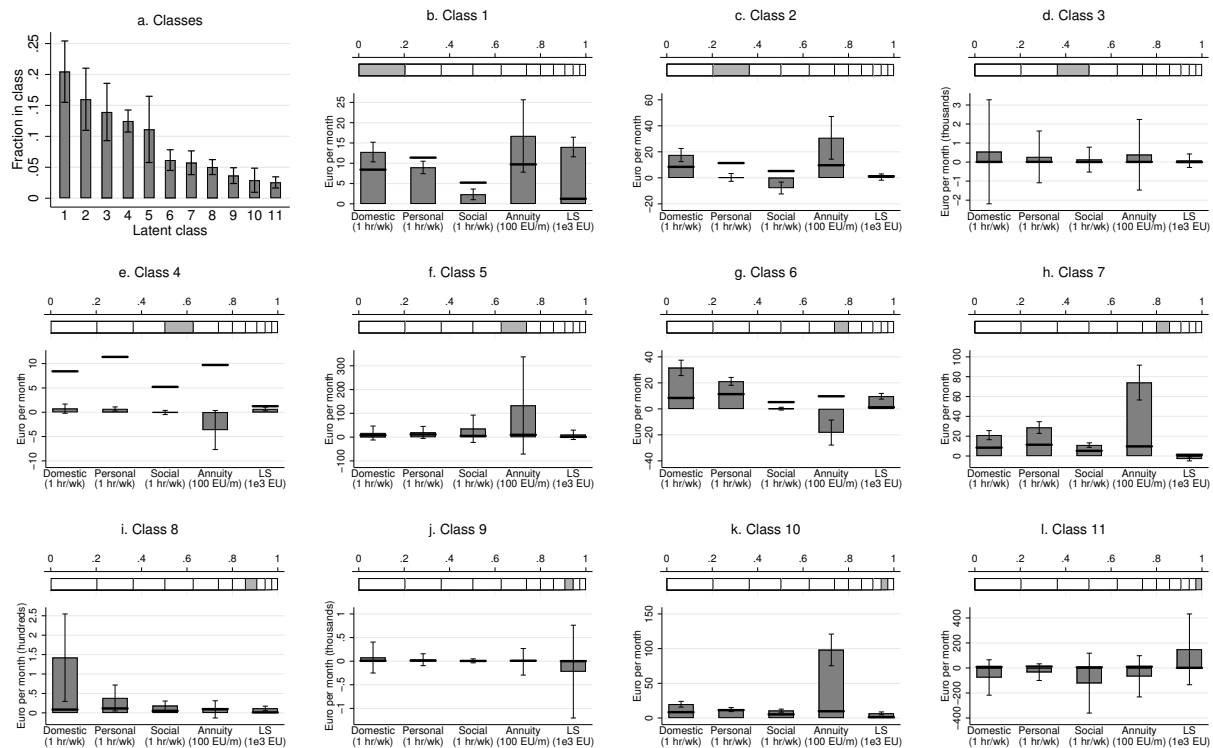 a. Classes
Fraction in class
0 .05 .1 .15 .2 .25
1 2 3 4 5 6 7 8 9 10 11
Latent class
b. Class 1
0 .2 .4 .6 .8 1
Euro per month
0 5 10 15 20 25
Domestic Personal Social Annuity LS
(1 hr/wk) (1 hr/wk) (1 hr/wk) (100 EU/m) (1e3 EU)
c. Class 2
0 .2 .4 .6 .8 1
Euro per month
−20 0 20 40 60
Domestic Personal Social Annuity LS
(1 hr/wk) (1 hr/wk) (1 hr/wk) (100 EU/m) (1e3 EU)
d. Class 3
0 .2 .4 .6 .8 1
Euro per month (thousands)
−2 −1 0 1 2 3
Domestic Personal Social Annuity LS
(1 hr/wk) (1 hr/wk) (1 hr/wk) (100 EU/m) (1e3 EU)
e. Class 4
0 .2 .4 .6 .8 1
Euro per month
−10 −5 0 5 10
Domestic Personal Social Annuity LS
(1 hr/wk) (1 hr/wk) (1 hr/wk) (100 EU/m) (1e3 EU)
f. Class 5
0 .2 .4 .6 .8 1
Euro per month
−100 0 100 200 300
Domestic Personal Social Annuity LS
(1 hr/wk) (1 hr/wk) (1 hr/wk) (100 EU/m) (1e3 EU)
g. Class 6
0 .2 .4 .6 .8 1
Euro per month
−40 −20 0 20 40
Domestic Personal Social Annuity LS
(1 hr/wk) (1 hr/wk) (1 hr/wk) (100 EU/m) (1e3 EU)
h. Class 7
0 .2 .4 .6 .8 1
Euro per month
0 20 40 60 80 100
Domestic Personal Social Annuity LS
(1 hr/wk) (1 hr/wk) (1 hr/wk) (100 EU/m) (1e3 EU)
i. Class 8
0 .2 .4 .6 .8 1
Euro per month (hundreds)
0 .5 1 1.5 2 2.5
Domestic Personal Social Annuity LS
(1 hr/wk) (1 hr/wk) (1 hr/wk) (100 EU/m) (1e3 EU)
j. Class 9
0 .2 .4 .6 .8 1
Euro per month (thousands)
−1 −.5 0 .5 1
Domestic Personal Social Annuity LS
(1 hr/wk) (1 hr/wk) (1 hr/wk) (100 EU/m) (1e3 EU)
k. Class 10
0 .2 .4 .6 .8 1
Euro per month
0 50 100 150
Domestic Personal Social Annuity LS
(1 hr/wk) (1 hr/wk) (1 hr/wk) (100 EU/m) (1e3 EU)
l. Class 11
0 .2 .4 .6 .8 1
Euro per month
−400 −200 0 200 400
Domestic Personal Social Annuity LS
(1 hr/wk) (1 hr/wk) (1 hr/wk) (100 EU/m) (1e3 EU)